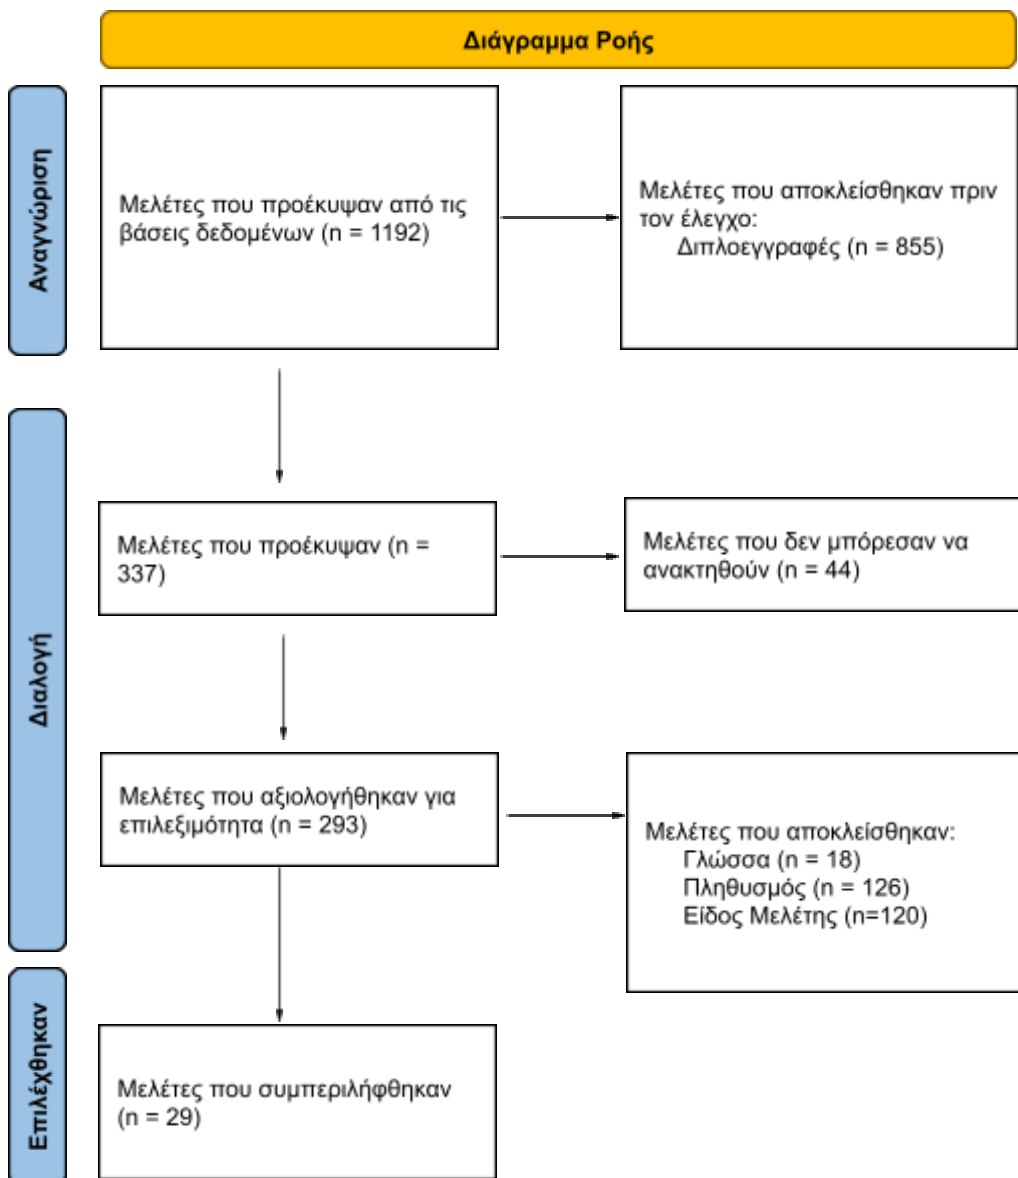 Διάγραμμα Ροής
Αναγνώριση
Μελέτες που προέκυψαν από τις
βάσεις δεδομένων (n = 1192)
Μελέτες που αποκλείσθηκαν πριν
τον έλεγχο:
Διπλοεγγραφές (n = 855)
Διαλογή
Μελέτες που προέκυψαν (n =
337)
Μελέτες που δεν μπόρεσαν να
ανακτηθούν (n = 44)
Μελέτες που αξιολογήθηκαν για
επιλεξιμότητα (n = 293)
Μελέτες που αποκλείσθηκαν:
Γλώσσα (n = 18)
Πληθυσμός (n = 126)
Είδος Μελέτης (n=120)
Επιλέχθηκαν
Μελέτες που συμπεριλήφθηκαν
(n = 29)